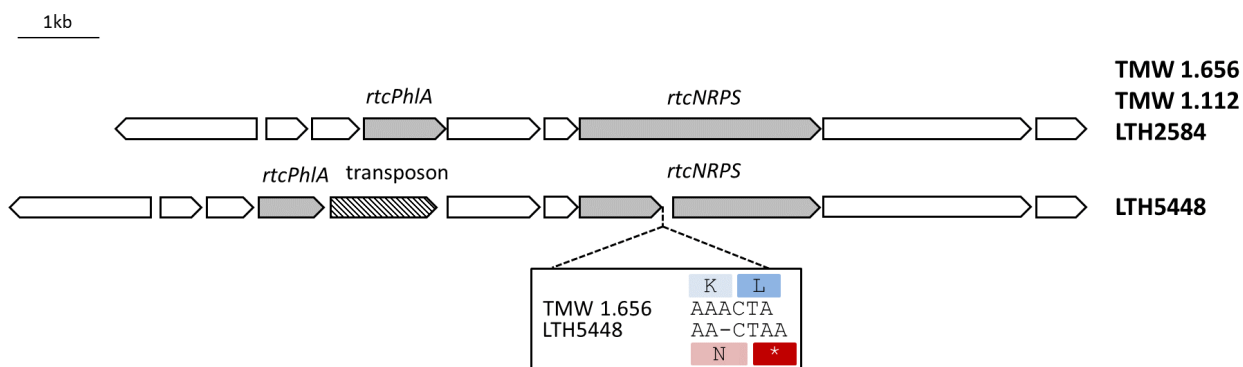 1kb
TMW 1.656
rtcPhlA rtcNRPS
TMW 1.112
LTH2584
rtcPhlA transposon rtcNRPS
LTH5448
K L
TMW 1.656 AAACTA
LTH5448 AA-CTAA
N *